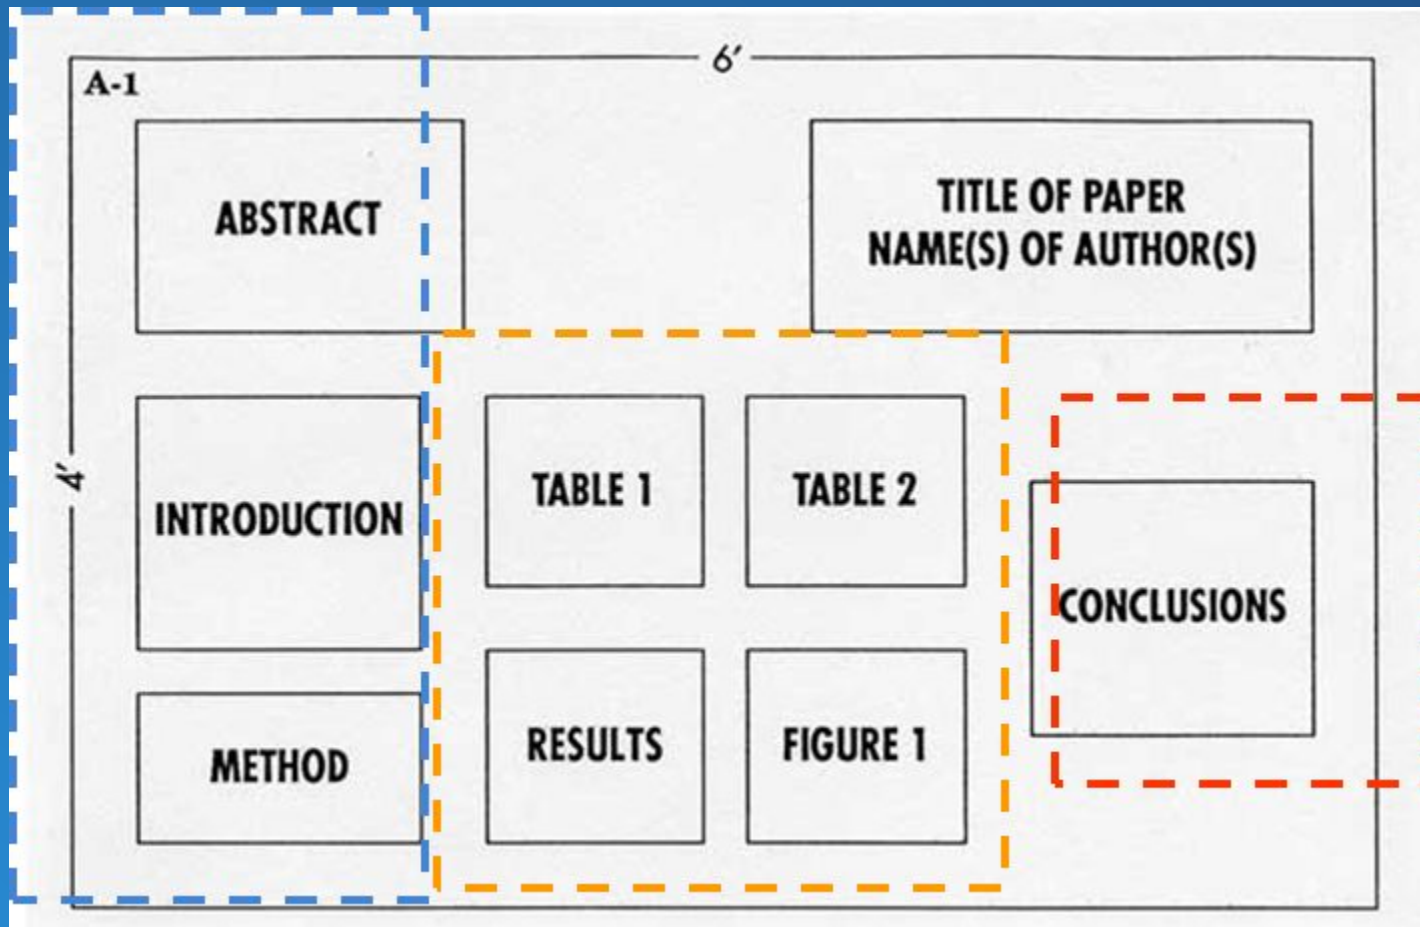 6′
A-1
ABSTRACT
TITLE OF PAPER
NAME(S) OF AUTHOR(S)
4′
INTRODUCTION
METHOD
TABLE 1
TABLE 2
RESULTS
FIGURE 1
CONCLUSIONS